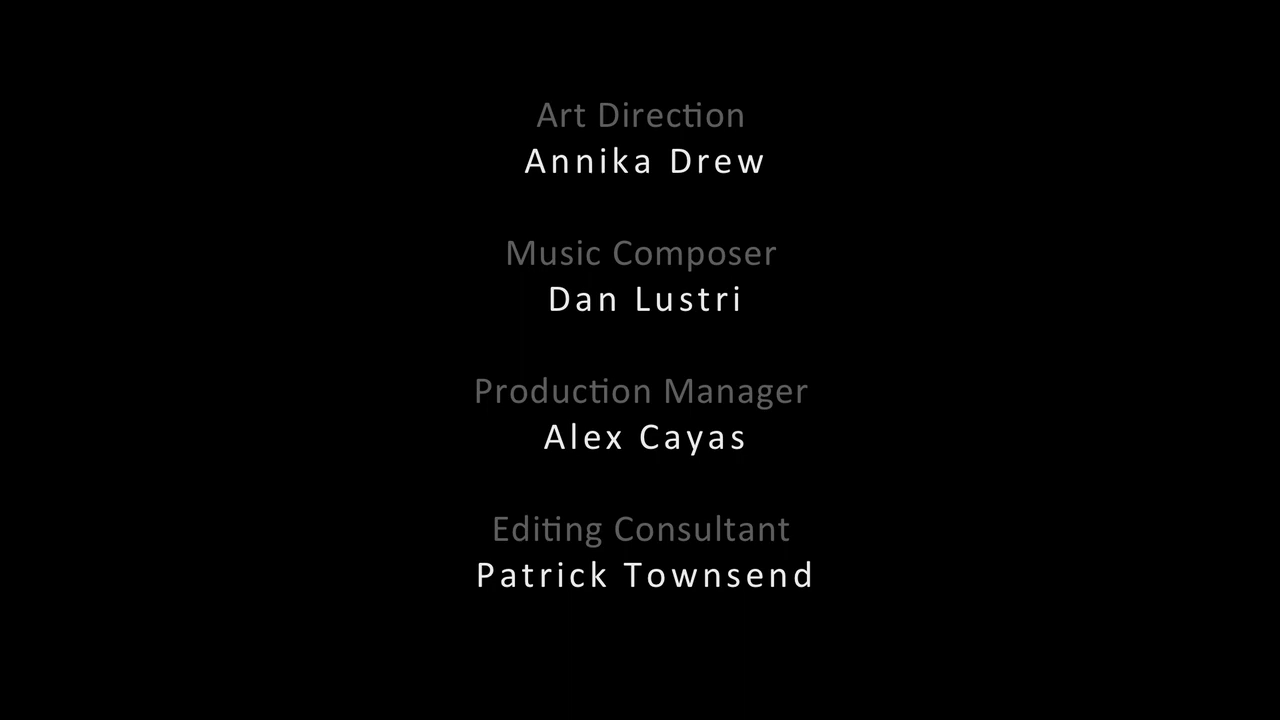 Art Direction
Annika Drew
Music Composer
Dan Lustri
Production Manager
Alex Cayas
Editing Consultant
Patrick Townsend